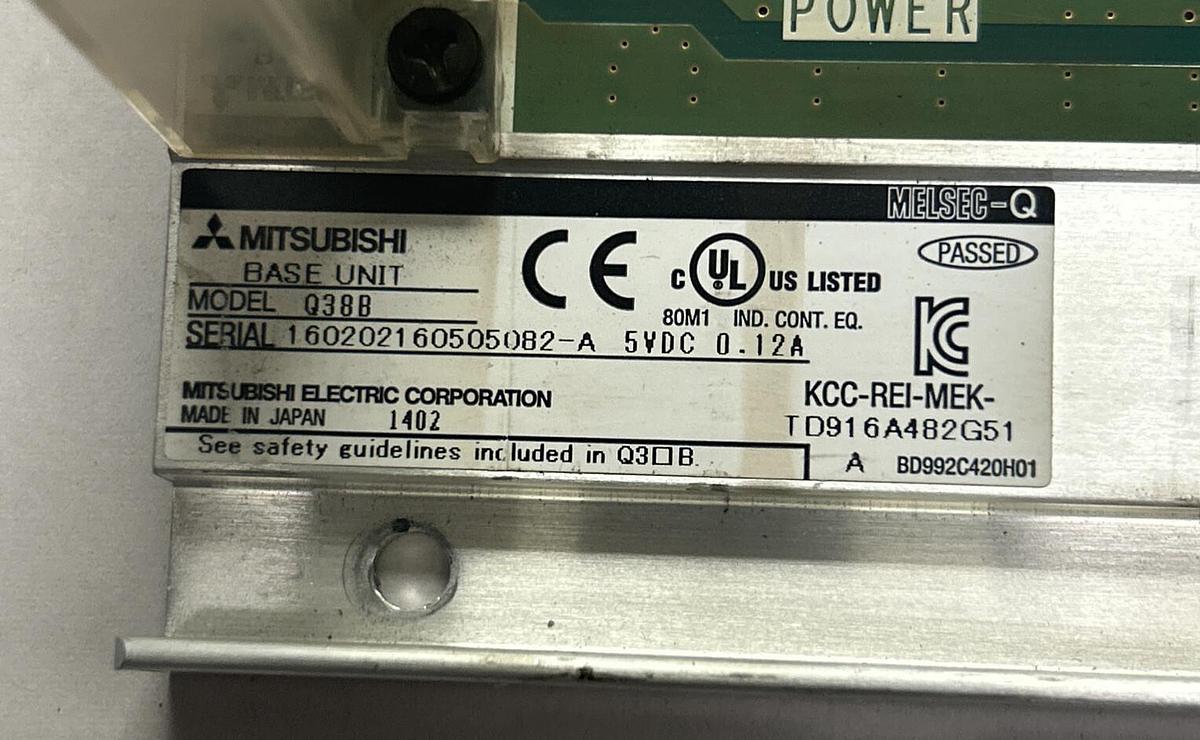 POWER
MELSEC-Q
MITSUBISHI
BASE UNIT
MODEL Q38B
SERIAL 160202160505082-A 5VDC 0.12A
CE
C UL US LISTED
80M1 IND. CONT. EQ.
PASSED
KC
MITSUBISHI ELECTRIC CORPORATION
MADE IN JAPAN 1402
KCC-REI-MEK-
TD916A482G51
See safety guidelines included in Q3□B.
A BD992C420H01